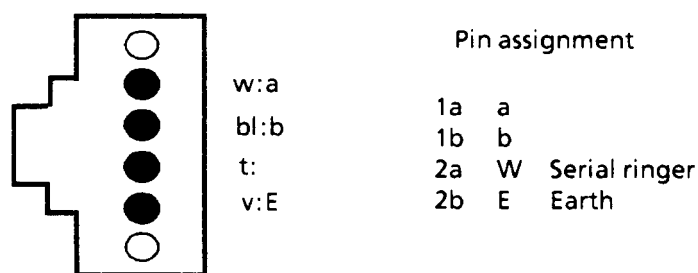 w:a
bl:b
t:
v:E
Pin assignment
1a a
1b b
2a W Serial ringer
2b E Earth